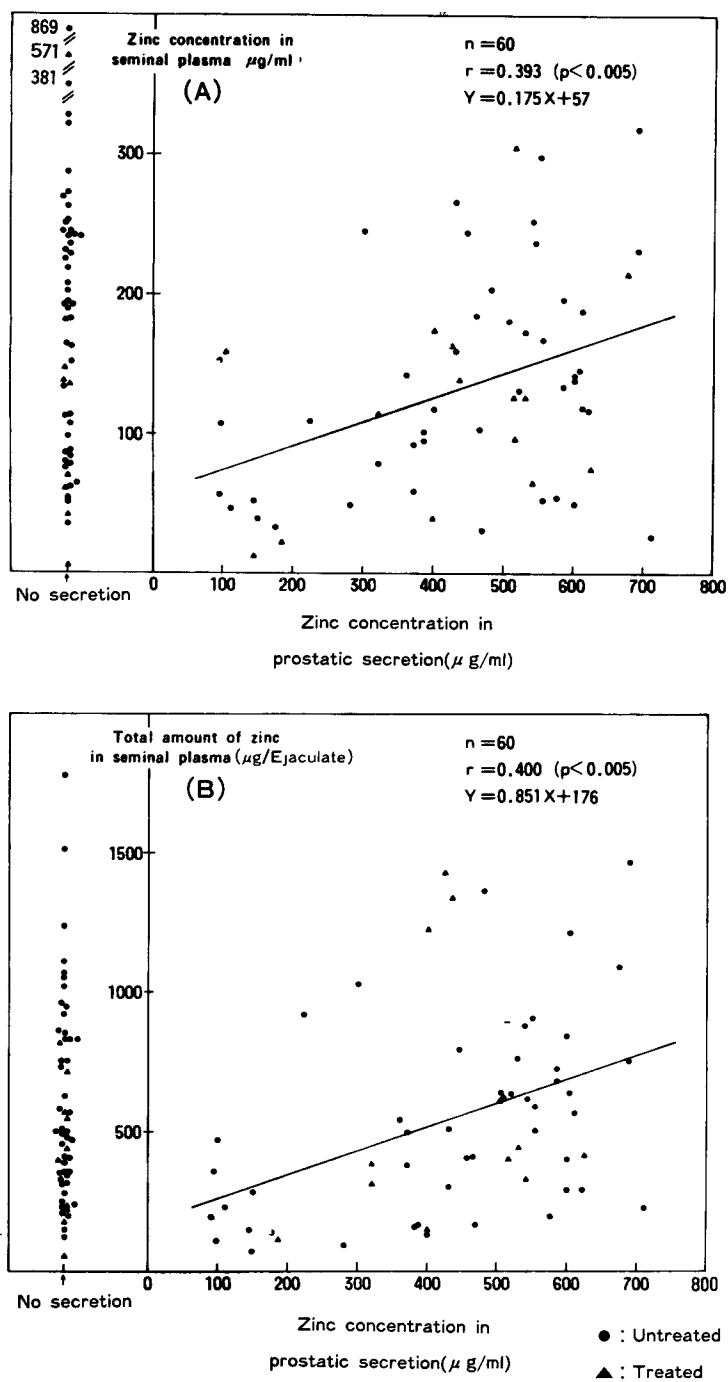 869
571
381
Zinc concentration in
seminal plasma μg/ml
(A)
n=60
r=0.393 (p<0.005)
Y=0.175X+57
300
200
100
No secretion
0 100 200 300 400 500 600 700 800
Zinc concentration in
prostatic secretion(μ g/ml)
Total amount of zinc
in seminal plasma(μg/Ejaculate)
(B)
n=60
r=0.400 (p<0.005)
Y=0.851X+176
1500
1000
500
No secretion
0 100 200 300 400 500 600 700 800
Zinc concentration in
prostatic secretion(μ g/ml)
● : Untreated
▲ : Treated